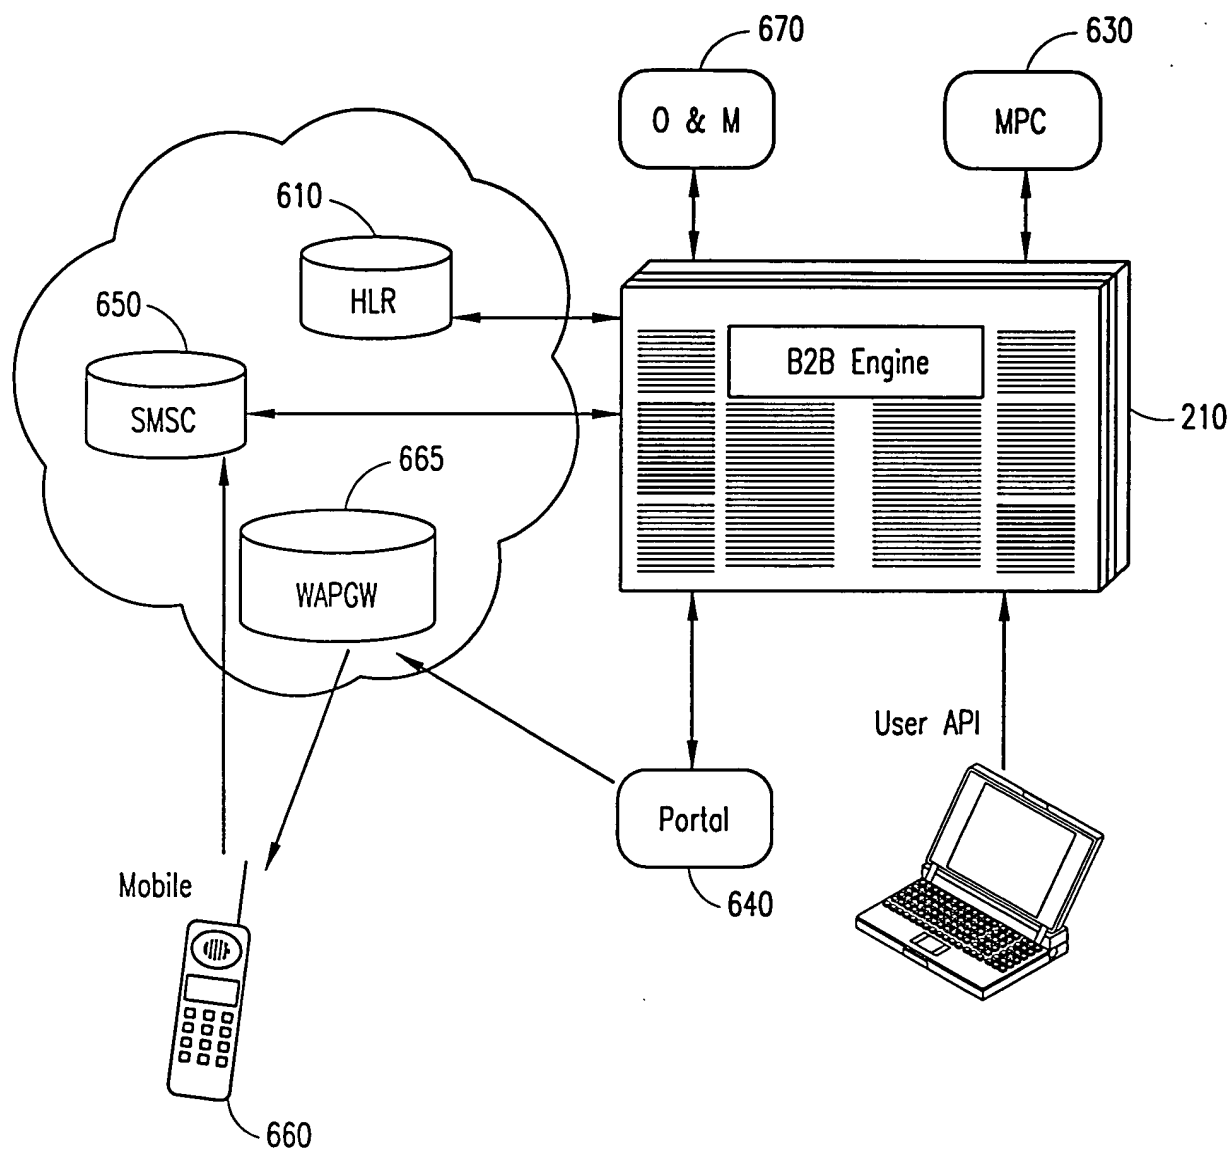 670
630
O & M
MPC
610
HLR
650
B2B Engine
SMSC
210
665
WAPGW
User API
Portal
Mobile
640
660